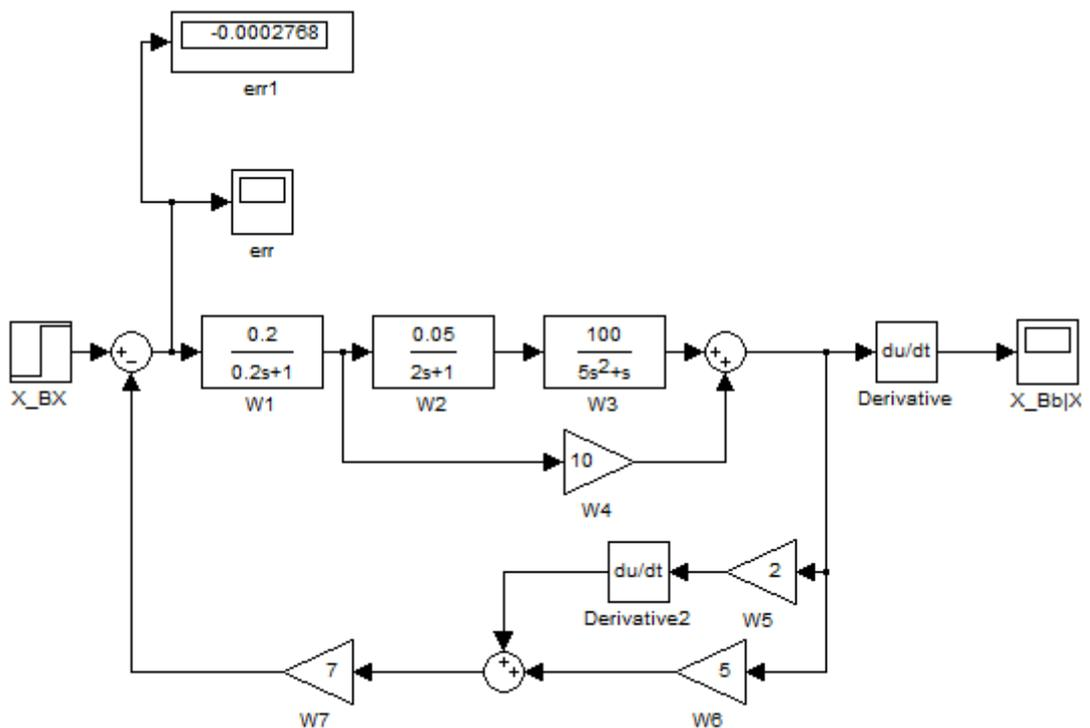 -0.0002768
err1
err
X_BX
+
−
0.2
0.2s+1
W1
0.05
2s+1
W2
100
5s²+s
W3
+
+
du/dt
Derivative
X_Bb|X
10
W4
du/dt
Derivative2
2
W5
+
+
7
W7
5
W6